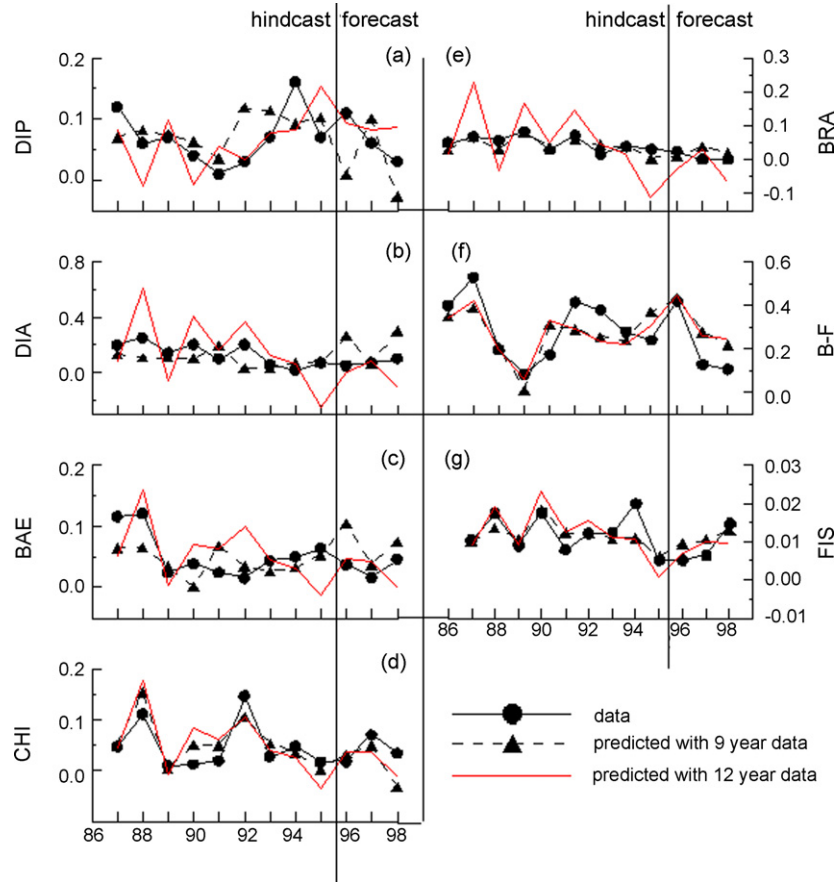 hindcast forecast
(a) (e)
0.2
0.1
0.0
DIP
0.3
0.2
0.1
0.0
-0.1
BRA
(b) (f)
0.8
0.4
0.0
DIA
0.6
0.4
0.2
0.0
B-F
(c) (g)
0.2
0.1
0.0
BAE
0.03
0.02
0.01
0.00
-0.01
FIS
86 88 90 92 94 96 98
(d)
0.2
0.1
0.0
CHI
86 88 90 92 94 96 98
data
predicted with 9 year data
predicted with 12 year data